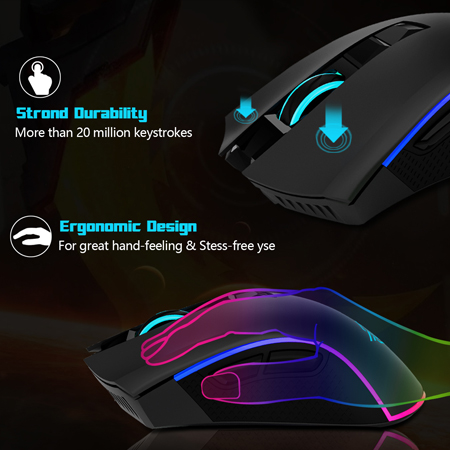 Strond Durability
More than 20 million keystrokes
Ergonomic Design
For great hand-feeling & Stess-free yse